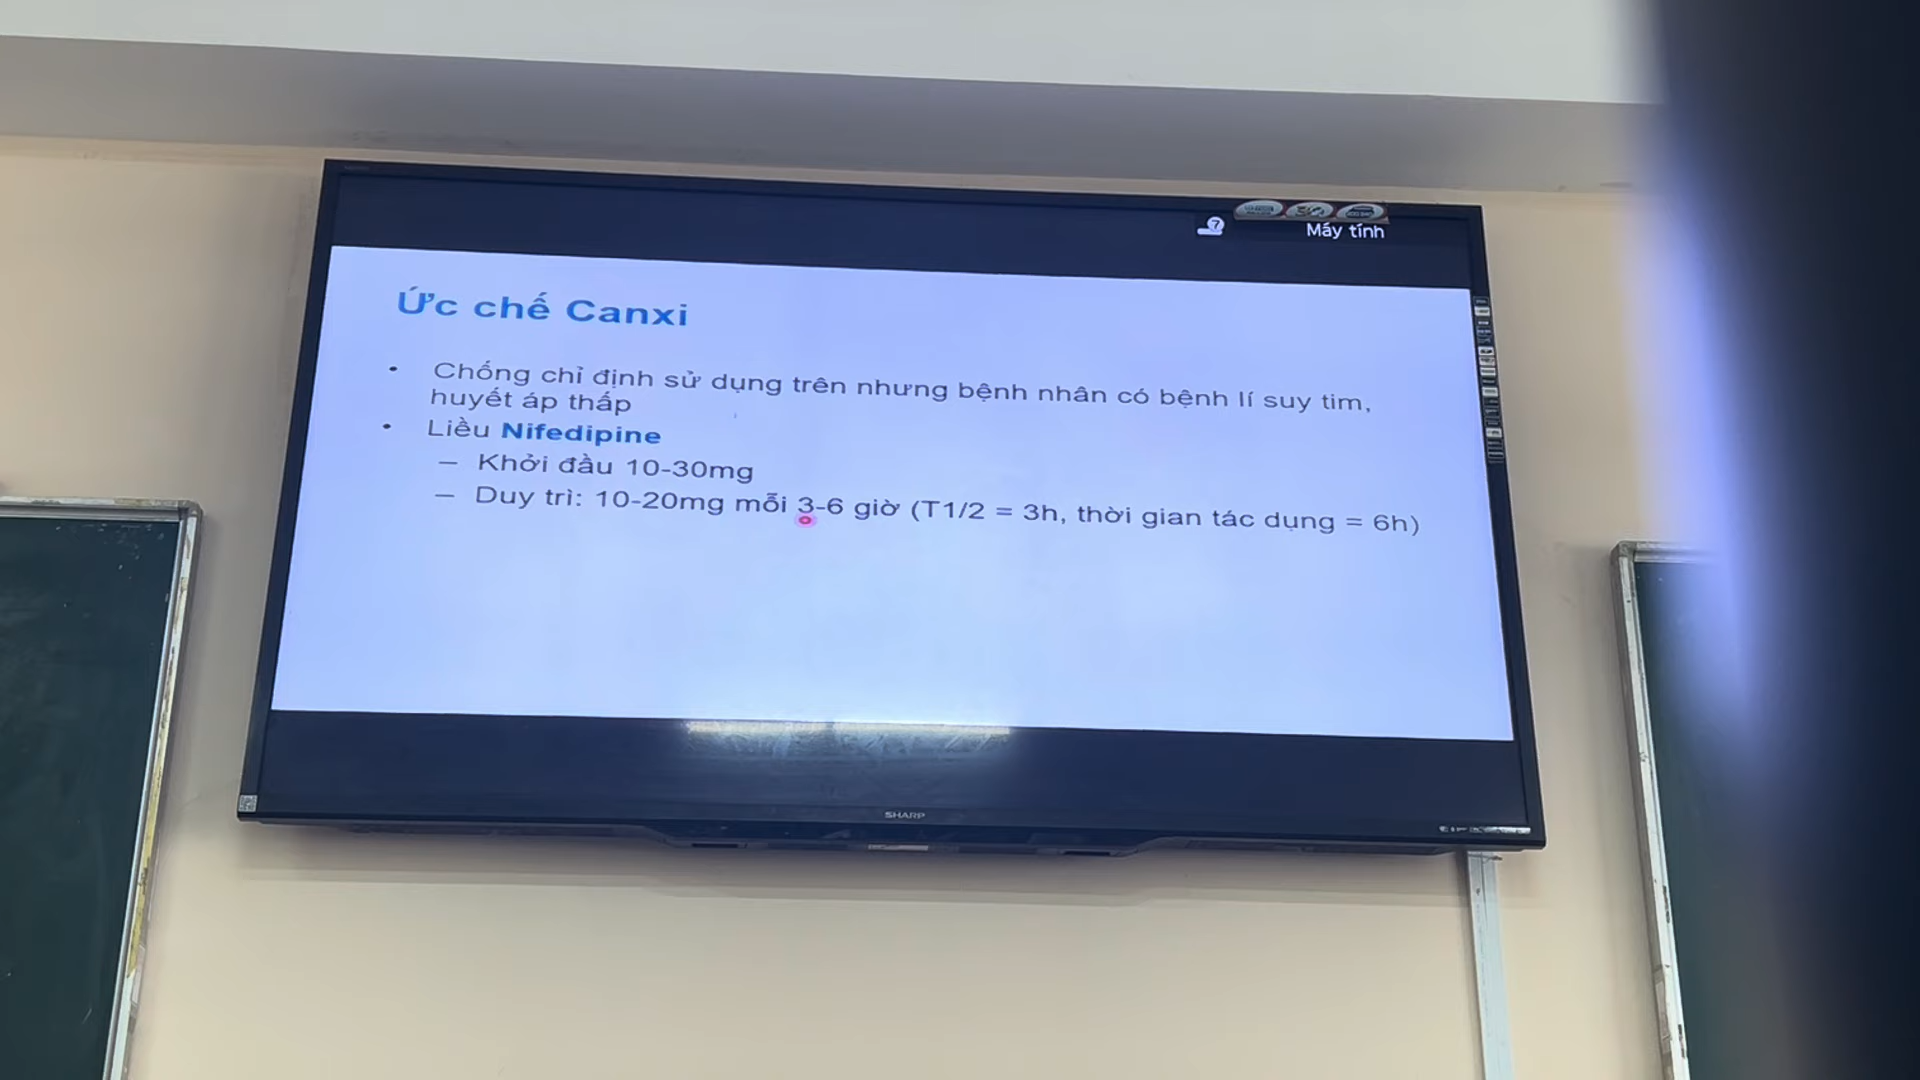 7
Máy tính
Ức chế Canxi
• Chống chỉ định sử dụng trên nhưng bệnh nhân có bệnh lí suy tim,
huyết áp thấp
• Liều Nifedipine
– Khởi đầu 10-30mg
– Duy trì: 10-20mg mỗi 3-6 giờ (T1/2 = 3h, thời gian tác dụng = 6h)
SHARP